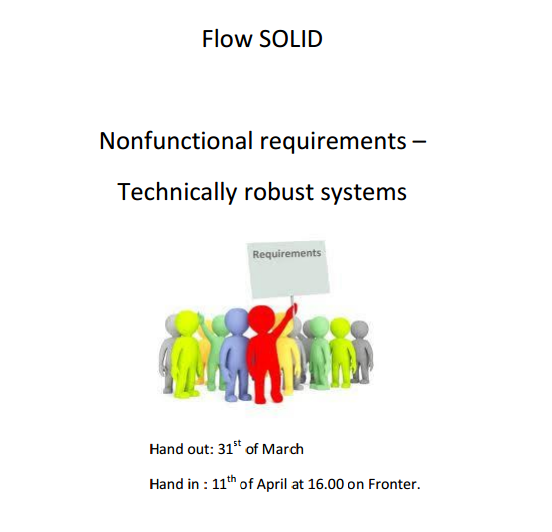 Flow SOLID
Nonfunctional requirements –
Technically robust systems
Requirements
Hand out: 31st of March
Hand in : 11th of April at 16.00 on Fronter.